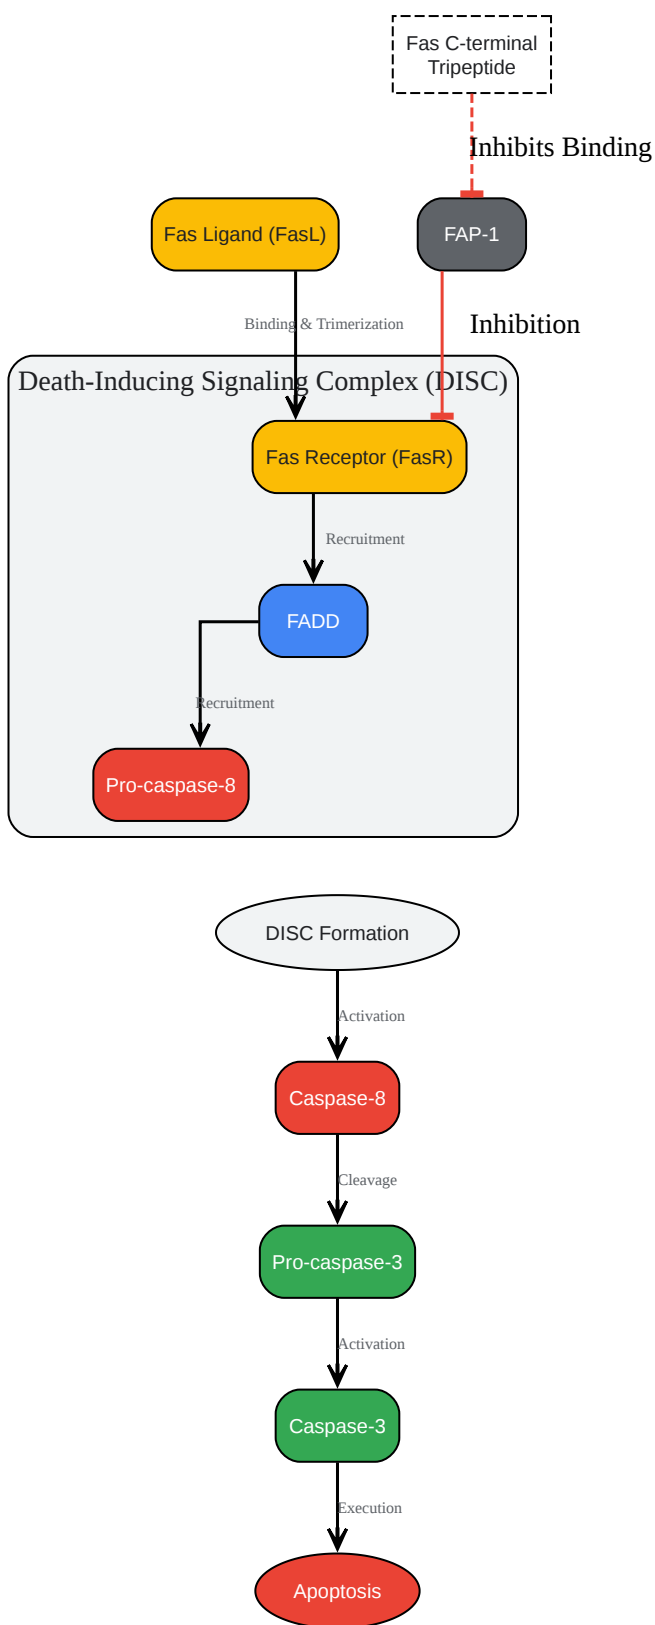 Fas C-terminal
Tripeptide
Inhibits Binding
Fas Ligand (FasL)
FAP-1
Binding & Trimerization
Inhibition
Death-Inducing Signaling Complex (DISC)
Fas Receptor (FasR)
Recruitment
FADD
Recruitment
Pro-caspase-8
DISC Formation
Activation
Caspase-8
Cleavage
Pro-caspase-3
Activation
Caspase-3
Execution
Apoptosis